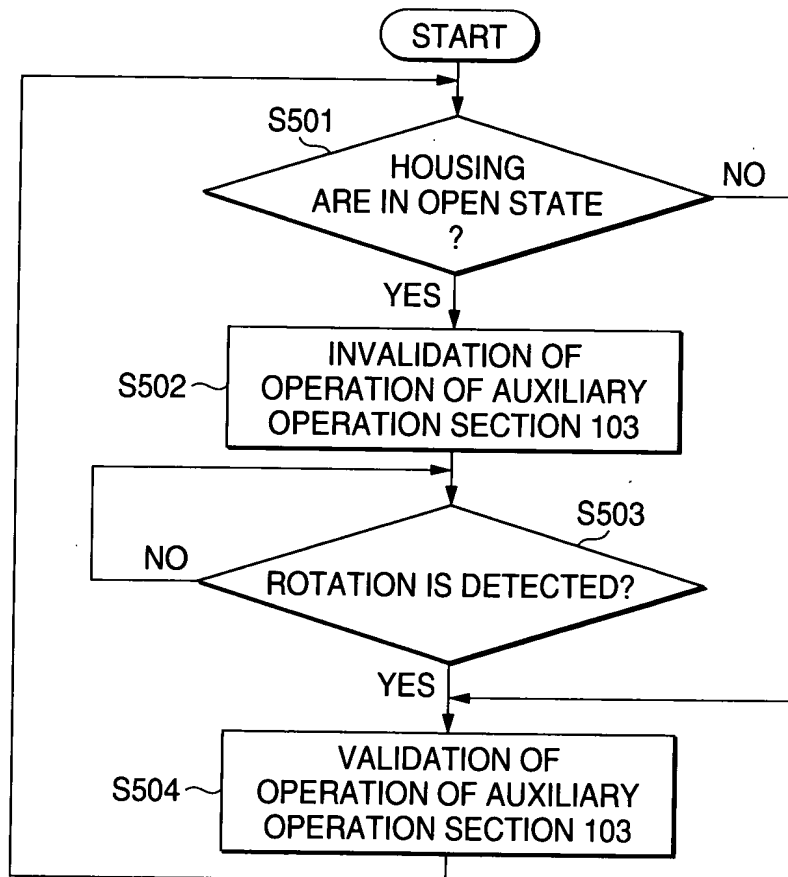 START
S501
HOUSING
ARE IN OPEN STATE
?
NO
YES
S502
INVALIDATION OF
OPERATION OF AUXILIARY
OPERATION SECTION 103
S503
NO
ROTATION IS DETECTED?
YES
S504
VALIDATION OF
OPERATION OF AUXILIARY
OPERATION SECTION 103